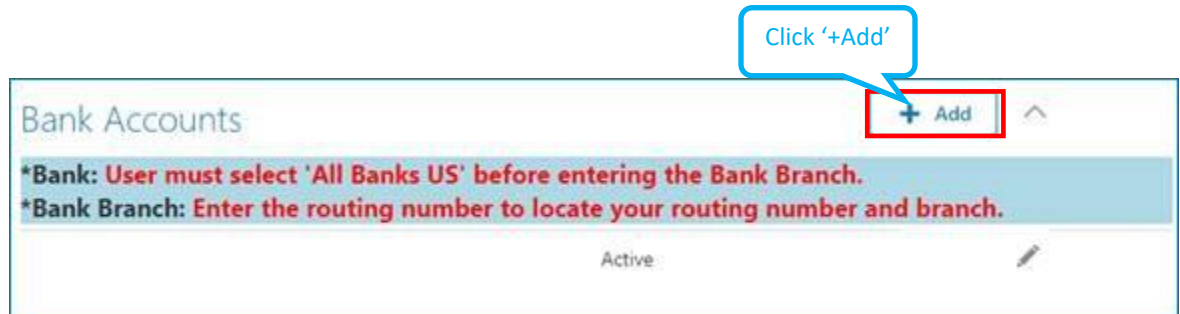 Click ‘+Add’
Bank Accounts
+ Add
*Bank: User must select 'All Banks US' before entering the Bank Branch.
*Bank Branch: Enter the routing number to locate your routing number and branch.
Active